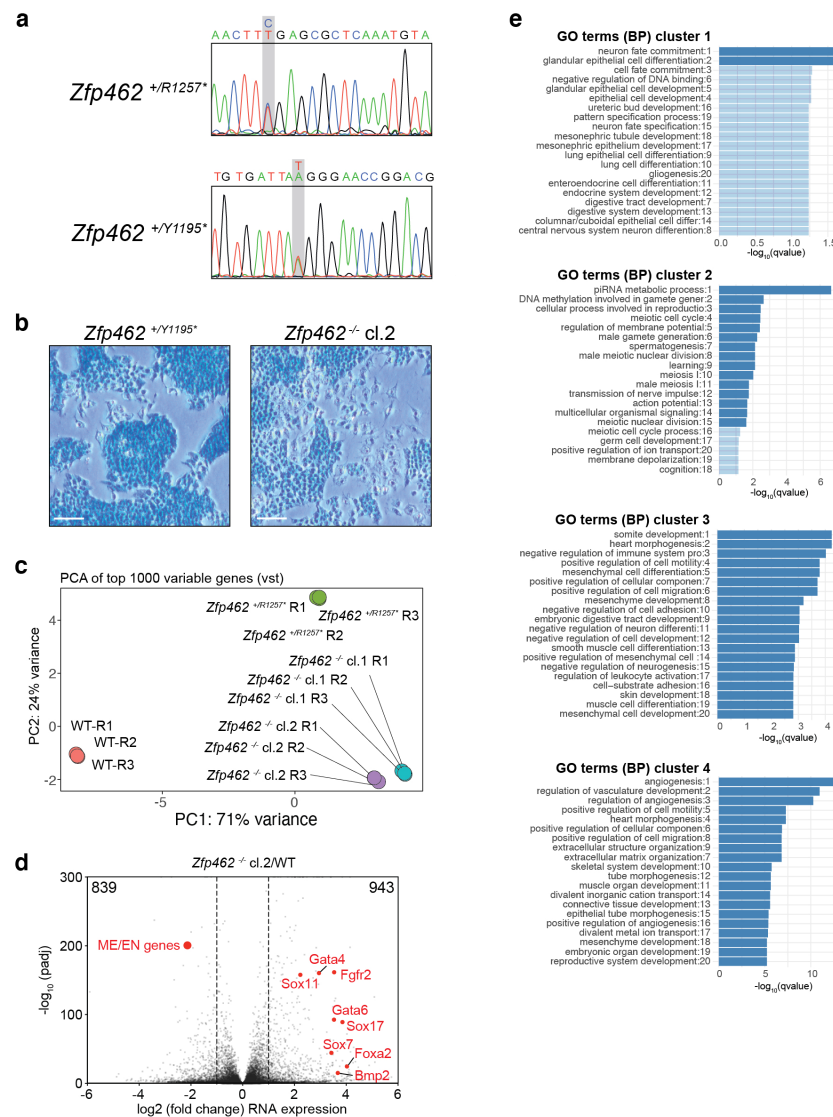 a
C
AACTTTGAGCGCTCAAATGTA
Zfp462 +/R1257*
T
TGTGATTAAGGGAACCGGACG
Zfp462 +/Y1195*
b
Zfp462 +/Y1195*
Zfp462 -/- cl.2
c
PCA of top 1000 variable genes (vst)
Zfp462 +/R1257* R1
Zfp462 +/R1257* R3
Zfp462 +/R1257* R2
Zfp462 -/- cl.1 R1
Zfp462 -/- cl.1 R2
Zfp462 -/- cl.1 R3
Zfp462 -/- cl.2 R1
Zfp462 -/- cl.2 R2
Zfp462 -/- cl.2 R3
WT-R1
WT-R2
WT-R3
4
2
0
-2
PC2: 24% variance
-5 0
PC1: 71% variance
d
Zfp462 -/- cl.2/WT
839
943
ME/EN genes
Gata4
Sox11
Fgfr2
Gata6
Sox17
Sox7
Foxa2
Bmp2
300
200
100
0
-log10 (padj)
-6 -4 -2 0 2 4 6
log2 (fold change) RNA expression
e
GO terms (BP) cluster 1
neuron fate commitment:1
glandular epithelial cell differentiation:2
cell fate commitment:3
negative regulation of DNA binding:6
glandular epithelial cell development:5
epithelial cell development:4
ureteric bud development:16
pattern specification process:19
neuron fate specification:15
mesonephric tubule development:18
mesonephric epithelium development:17
lung epithelial cell differentiation:9
lung cell differentiation:10
gliogenesis:20
enteroendocrine cell differentiation:11
endocrine system development:12
digestive tract development:7
digestive system development:13
columnar/cuboidal epithelial cell differ:14
central nervous system neuron differention:8
0.0 0.5 1.0 1.5
-log10(qvalue)
GO terms (BP) cluster 2
piRNA metabolic process:1
DNA methylation involved in gamete gener:2
cellular process involved in reproductio:3
meiotic cell cycle:4
regulation of membrane potential:5
male gamete generation:6
spermatogenesis:7
male meiotic nuclear division:8
learning:9
meiosis I:10
male meiosis I:11
transmission of nerve impulse:12
action potential:13
multicellular organismal signaling:14
meiotic nuclear division:15
meiotic cell cycle process:16
germ cell development:17
positive regulation of ion transport:20
membrane depolarization:19
cognition:18
0 2 4 6
-log10(qvalue)
GO terms (BP) cluster 3
somite development:1
heart morphogenesis:2
negative regulation of immune system pro:3
positive regulation of cell motility:4
mesenchymal cell differentiation:5
positive regulation of cellular componen:7
positive regulation of cell migration:6
mesenchyme development:8
negative regulation of cell adhesion:10
embryonic digestive tract development:9
negative regulation of neuron differenti:11
negative regulation of cell development:12
smooth muscle cell differentiation:13
positive regulation of mesenchymal cell :14
negative regulation of neurogenesis:15
regulation of leukocyte activation:17
cell-substrate adhesion:16
skin development:18
muscle cell differentiation:19
mesenchymal cell development:20
0 1 2 3 4
-log10(qvalue)
GO terms (BP) cluster 4
angiogenesis:1
regulation of vasculature development:2
regulation of angiogenesis:3
positive regulation of cell motility:5
heart morphogenesis:4
positive regulation of cellular componen:6
positive regulation of cell migration:8
extracellular structure organization:9
extracellular matrix organization:7
skeletal system development:10
tube morphogenesis:12
muscle organ development:11
divalent inorganic cation transport:14
connective tissue development:13
epithelial tube morphogenesis:15
positive regulation of angiogenesis:16
divalent metal ion transport:17
mesenchyme development:18
embryonic organ development:19
reproductive system development:20
0 5 10
-log10(qvalue)